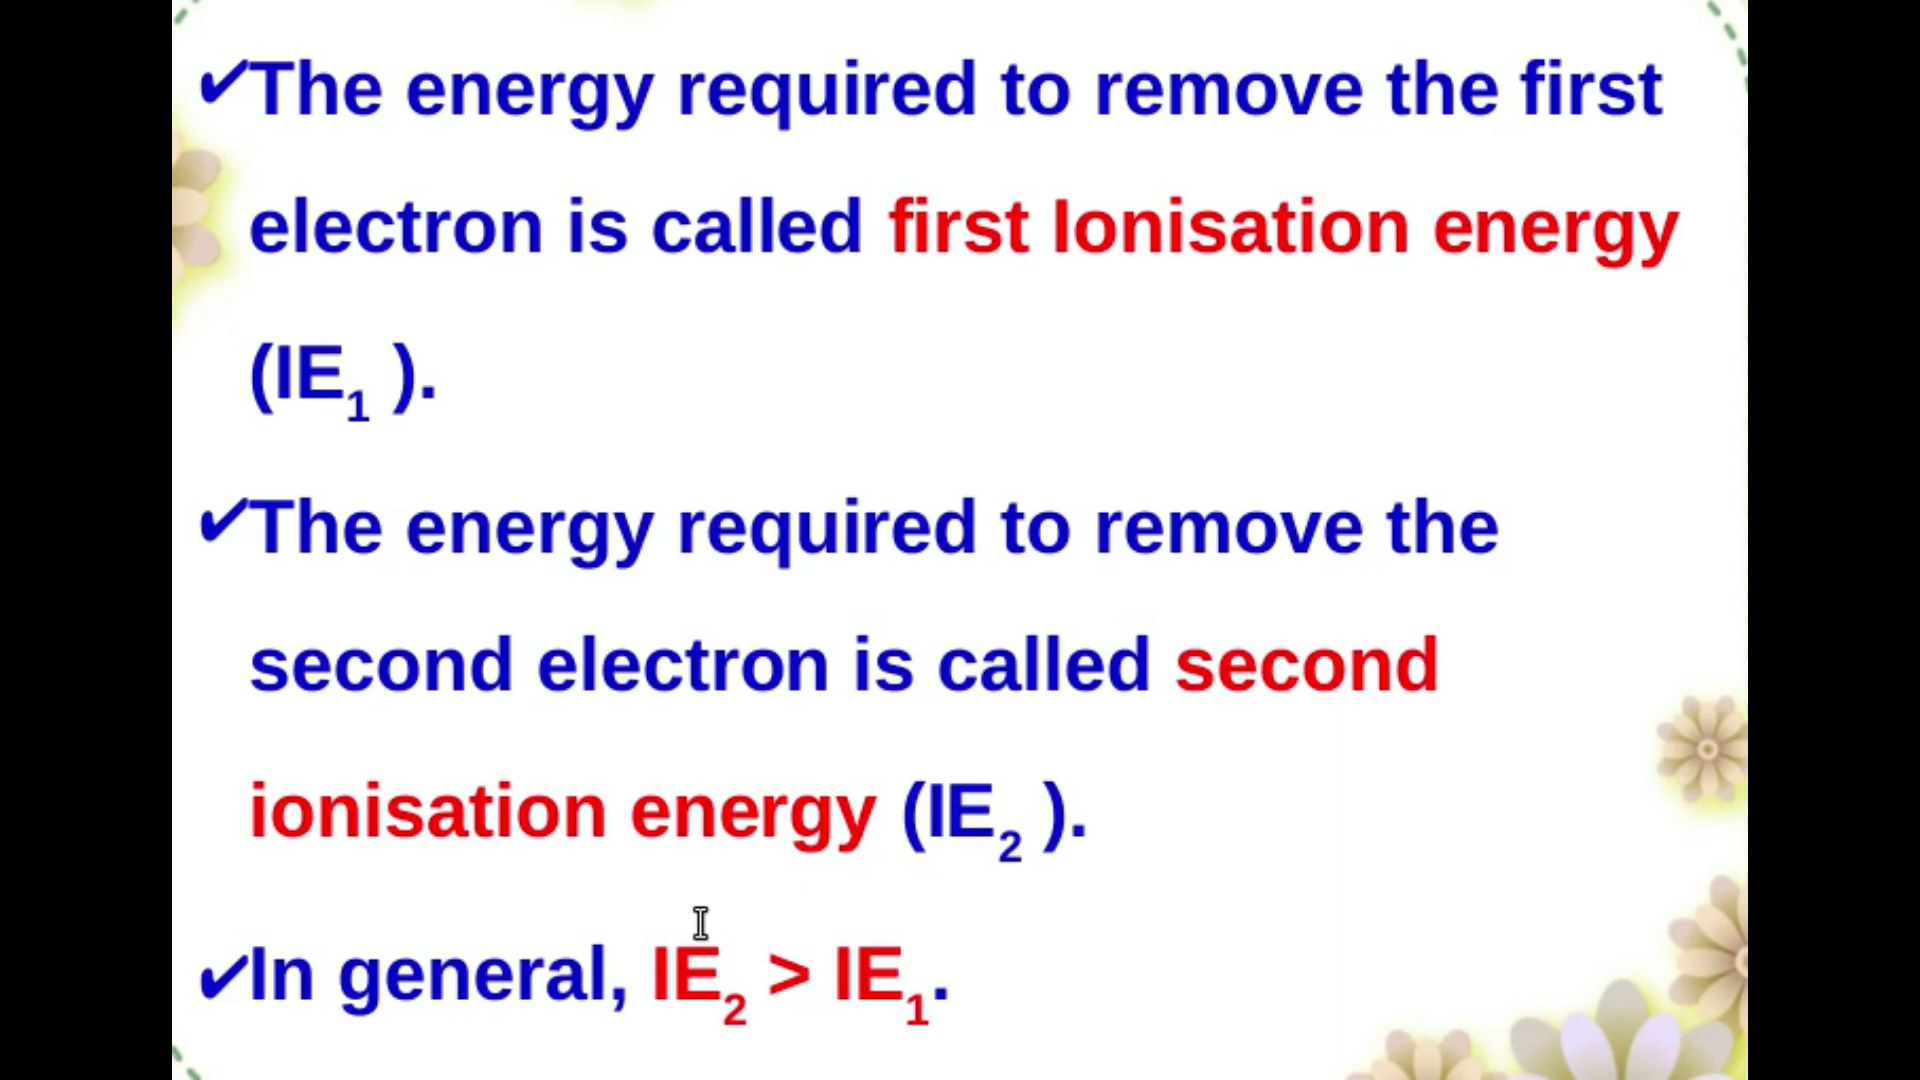 ✔The energy required to remove the first
electron is called first Ionisation energy
(IE₁ ).
✔The energy required to remove the
second electron is called second
ionisation energy (IE₂ ).
✔In general, IE₂ > IE₁.